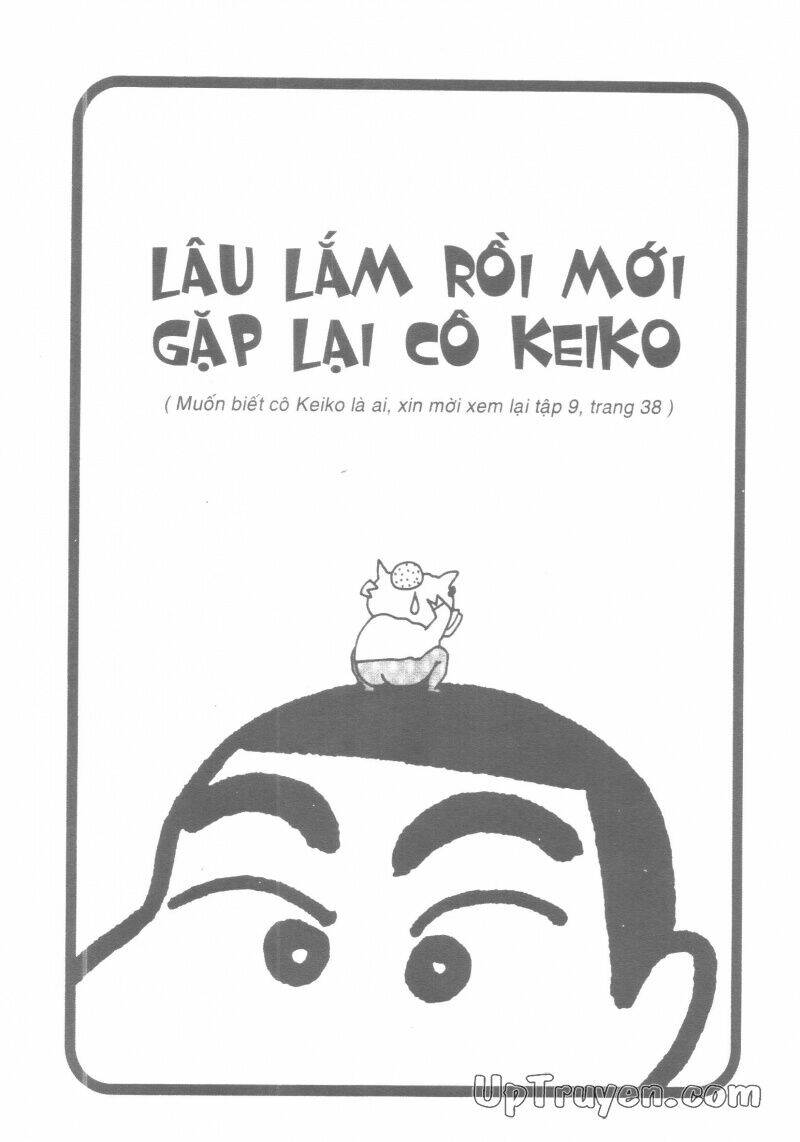 LÂU LẮM RỒI MỚI
GẶP LẠI CÔ KEIKO
( Muốn biết cô Keiko là ai, xin mời xem lại tập 9, trang 38 )
UpTruyen.com